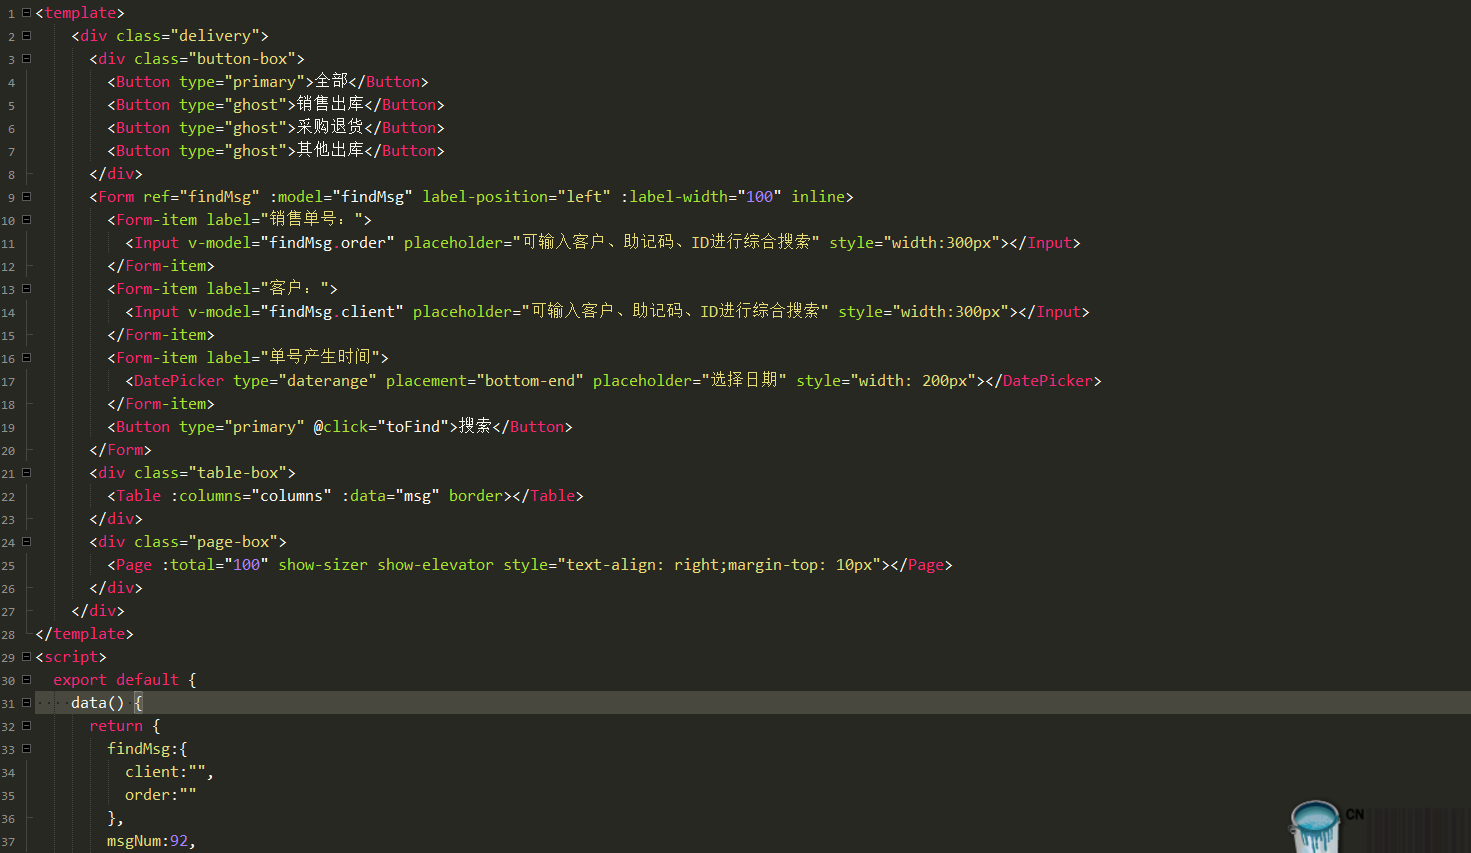 1 <template>
2 <div class="delivery">
3 <div class="button-box">
4 <Button type="primary">全部</Button>
5 <Button type="ghost">销售出库</Button>
6 <Button type="ghost">采购退货</Button>
7 <Button type="ghost">其他出库</Button>
8 </div>
9 <Form ref="findMsg" :model="findMsg" label-position="left" :label-width="100" inline>
10 <Form-item label="销售单号：">
11 <Input v-model="findMsg.order" placeholder="可输入客户、助记码、ID进行综合搜索" style="width:300px"></Input>
12 </Form-item>
13 <Form-item label="客户：">
14 <Input v-model="findMsg.client" placeholder="可输入客户、助记码、ID进行综合搜索" style="width:300px"></Input>
15 </Form-item>
16 <Form-item label="单号产生时间">
17 <DatePicker type="daterange" placement="bottom-end" placeholder="选择日期" style="width: 200px"></DatePicker>
18 </Form-item>
19 <Button type="primary" @click="toFind">搜索</Button>
20 </Form>
21 <div class="table-box">
22 <Table :columns="columns" :data="msg" border></Table>
23 </div>
24 <div class="page-box">
25 <Page :total="100" show-sizer show-elevator style="text-align: right;margin-top: 10px"></Page>
26 </div>
27 </div>
28 </template>
29 <script>
30 export default {
31 data() {
32 return {
33 findMsg:{
34 client:"",
35 order:""
36 },
37 msgNum:92,
CN